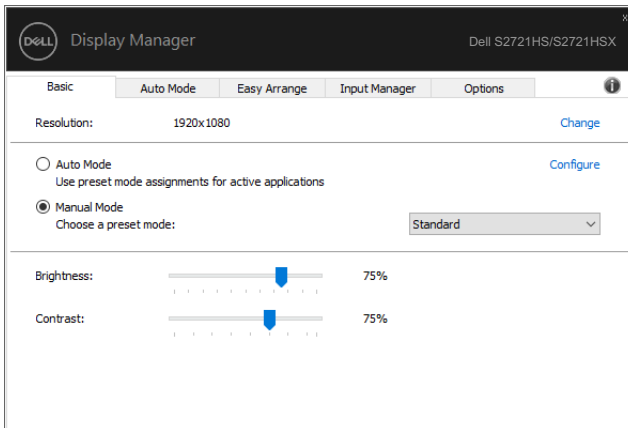 x
DELL Display Manager Dell S2721HS/S2721HSX
Basic Auto Mode Easy Arrange Input Manager Options i
Resolution: 1920x1080 Change
Auto Mode Configure
Use preset mode assignments for active applications
Manual Mode
Choose a preset mode: Standard
Brightness: 75%
Contrast: 75%